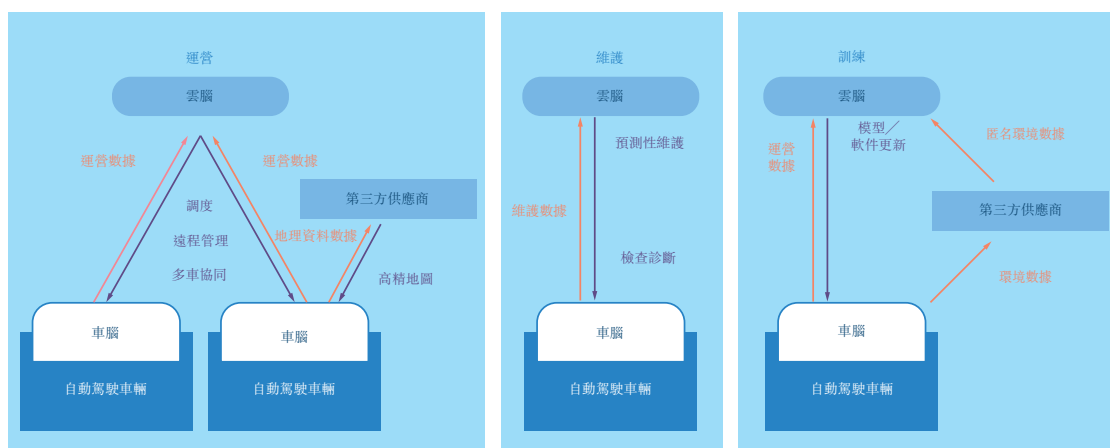 運營
雲腦
運營數據
運營數據
第三方供應商
調度
遠程管理
多車協同
地理資料數據
高精地圖
車腦
自動駕駛車輛
車腦
自動駕駛車輛
維護
雲腦
預測性維護
維護數據
檢查診斷
車腦
自動駕駛車輛
訓練
雲腦
模型／
軟件更新
運營
數據
匿名環境數據
第三方供應商
環境數據
車腦
自動駕駛車輛